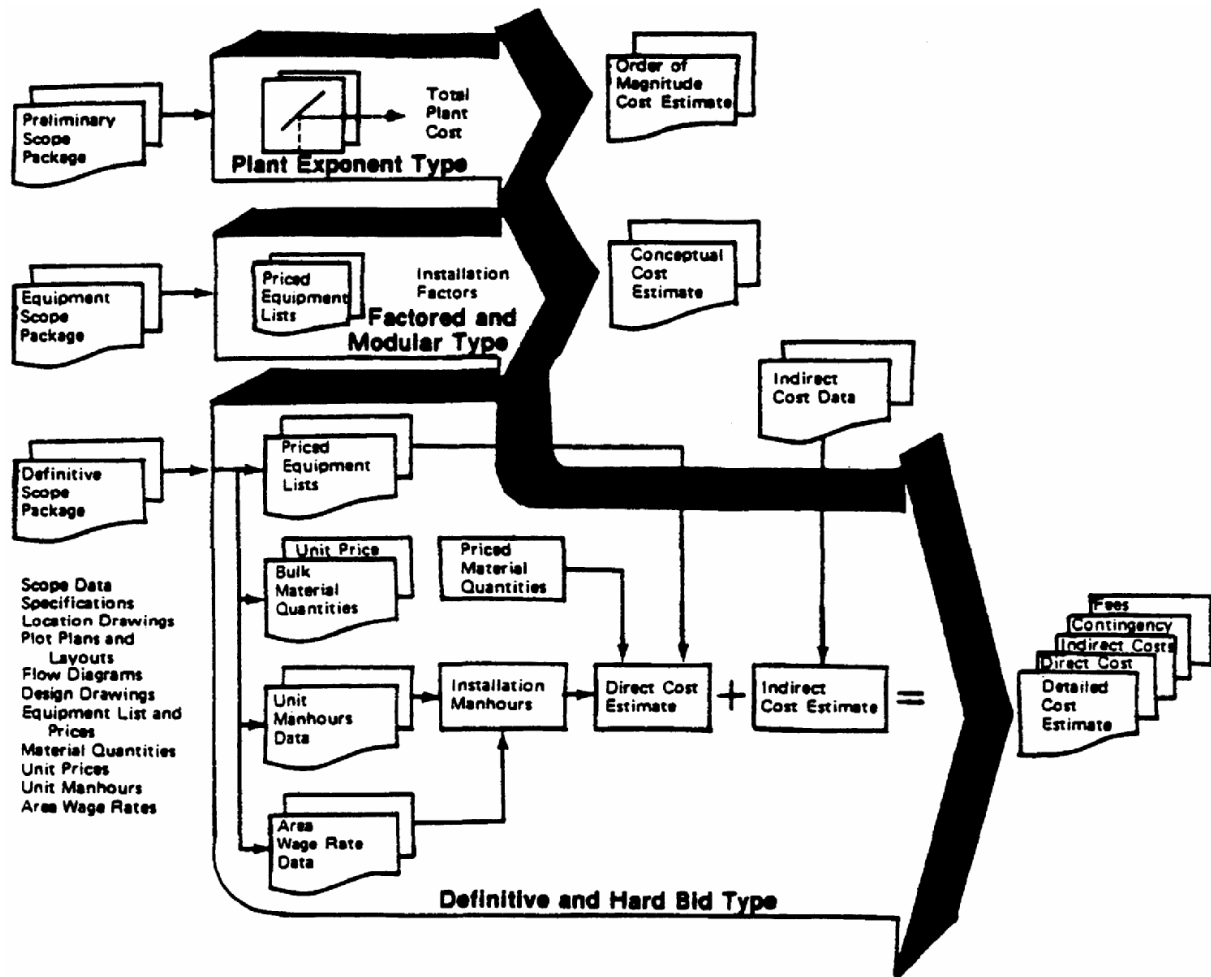 Preliminary
Scope
Package
Total
Plant
Cost
Plant Exponent Type
Order of
Magnitude
Cost Estimate
Equipment
Scope
Package
Priced
Equipment
Lists
Installation
Factors
Factored and
Modular Type
Conceptual
Cost
Estimate
Indirect
Cost Data
Definitive
Scope
Package
Scope Data
Specifications
Location Drawings
Plot Plans and
Layouts
Flow Diagrams
Design Drawings
Equipment List and
Prices
Material Quantities
Unit Prices
Unit Manhours
Area Wage Rates
Priced
Equipment
Lists
Unit Price
Bulk
Material
Quantities
Priced
Material
Quantities
Unit
Manhours
Data
Installation
Manhours
Direct Cost
Estimate
+
Indirect
Cost Estimate
=
Area
Wage Rate
Data
Definitive and Hard Bid Type
Fees
Contingency
Indirect Costs
Direct Cost
Detailed
Cost
Estimate